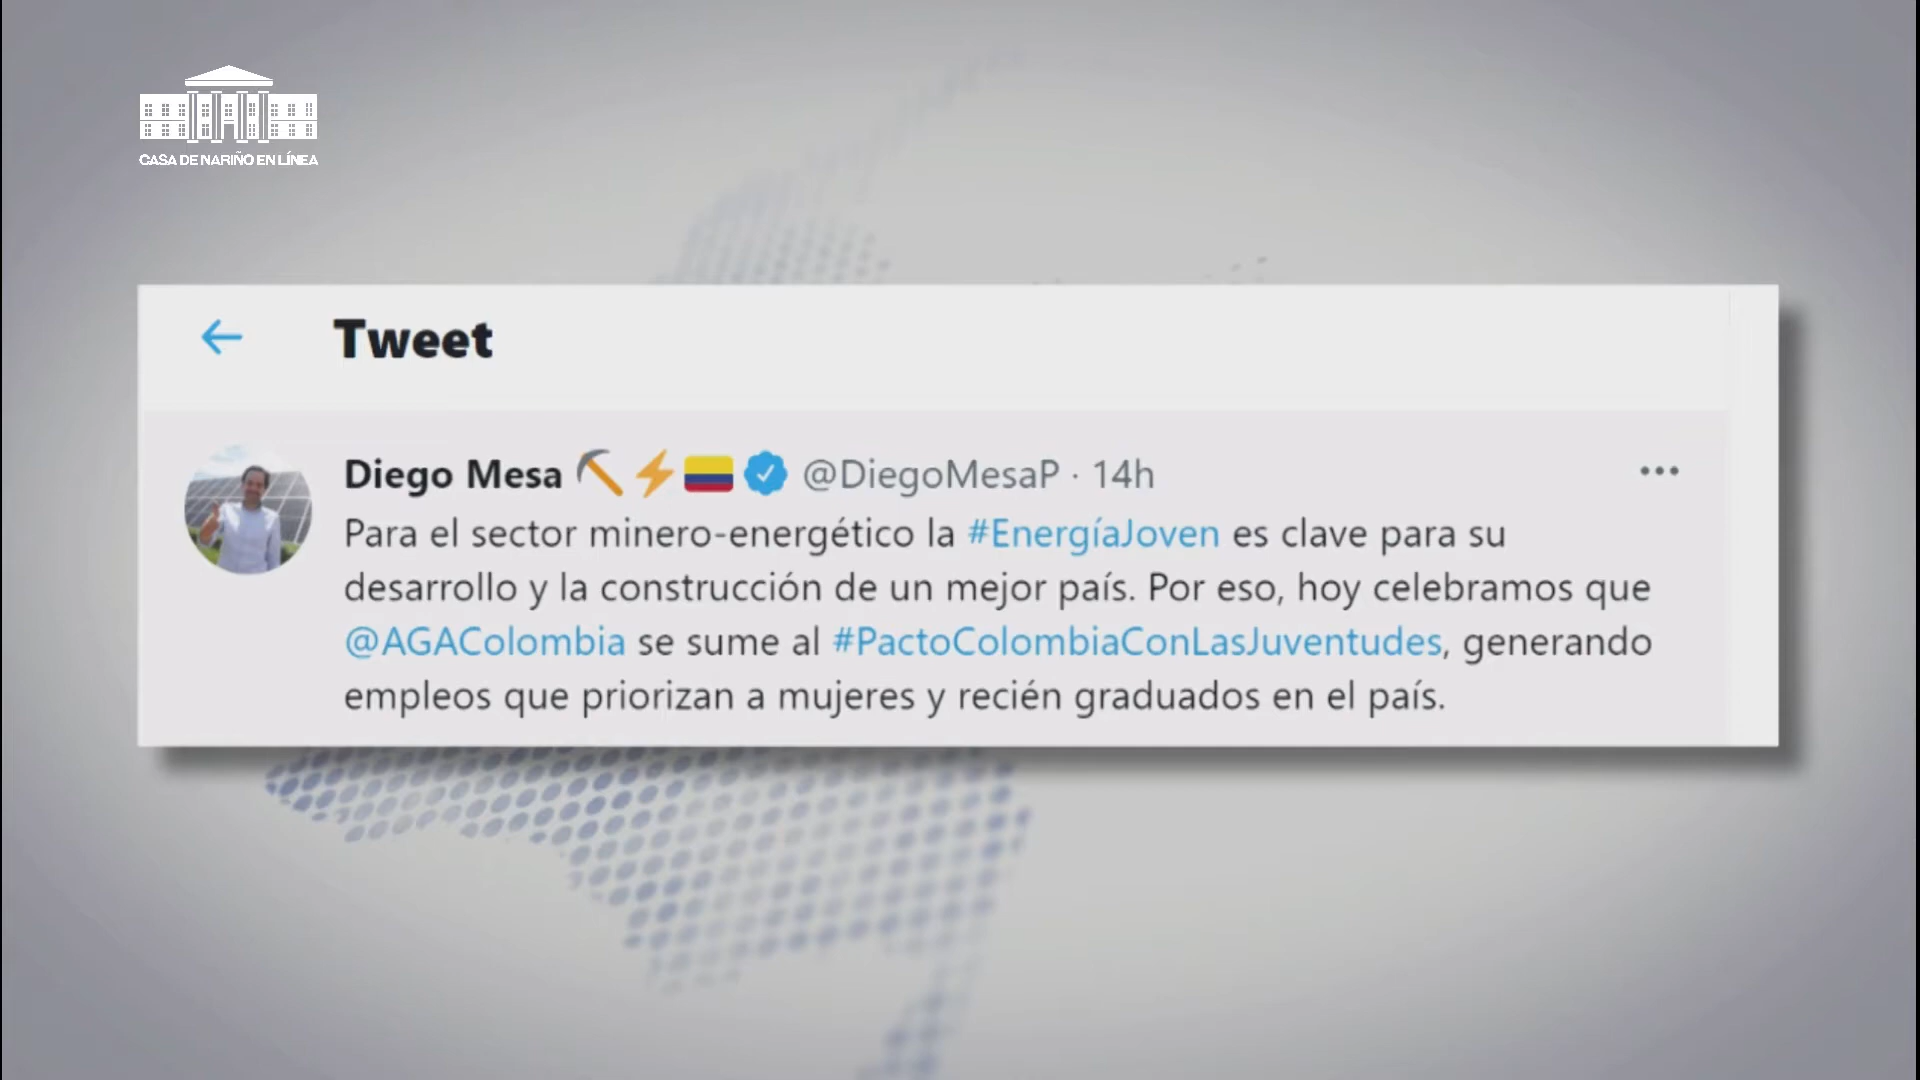 CASA DE NARIÑO EN LÍNEA
Tweet
Diego Mesa @DiegoMesaP · 14h
Para el sector minero-energético la #EnergíaJoven es clave para su
desarrollo y la construcción de un mejor país. Por eso, hoy celebramos que
@AGAColombia se sume al #PactoColombiaConLasJuventudes, generando
empleos que priorizan a mujeres y recién graduados en el país.